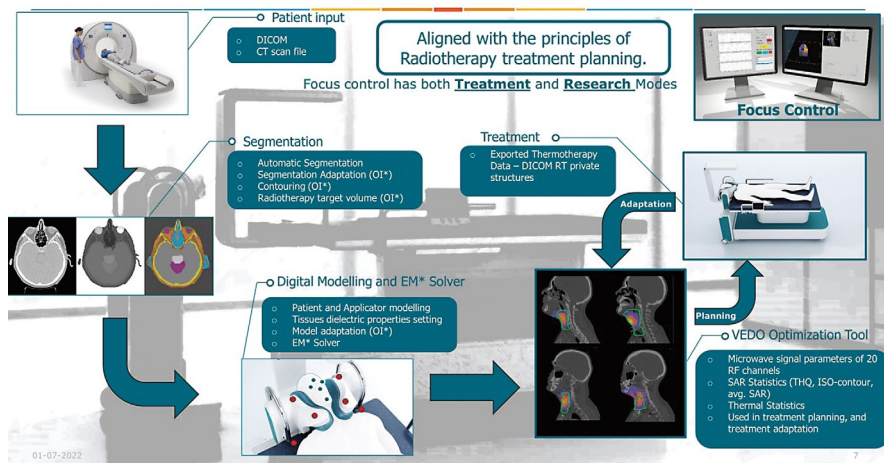 Patient input
DICOM
CT scan file
Aligned with the principles of
Radiotherapy treatment planning.
Focus control has both Treatment and Research Modes
Focus Control
Segmentation
Automatic Segmentation
Segmentation Adaptation (OI*)
Contouring (OI*)
Radiotherapy target volume (OI*)
Treatment
Exported Thermotherapy
Data – DICOM RT private
structures
Adaptation
Digital Modelling and EM* Solver
Patient and Applicator modelling
Tissues dielectric properties setting
Model adaptation (OI*)
EM* Solver
Planning
VEDO Optimization Tool
Microwave signal parameters of 20
RF channels
SAR Statistics (THQ, ISO-contour,
avg. SAR)
Thermal Statistics
Used in treatment planning, and
treatment adaptation
01-07-2022
7